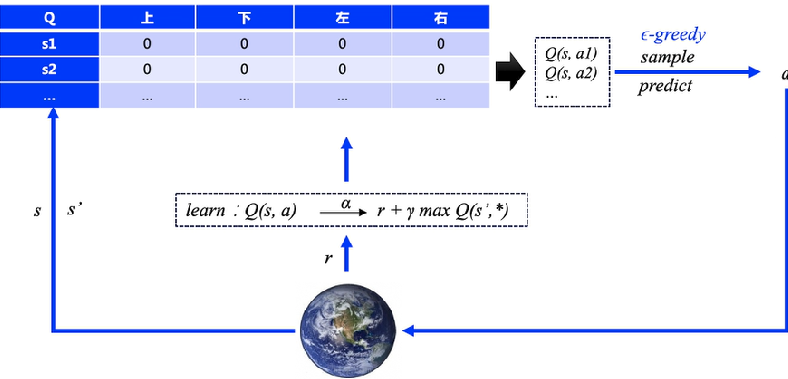 Q 上 下 左 右
s1 0 0 0 0
s2 0 0 0 0
... ... ... ... ...
Q(s, a1)
Q(s, a2)
...
ϵ-greedy
sample
predict
s s’
learn : Q(s, a) α r + γ max Q(s’,*)
r